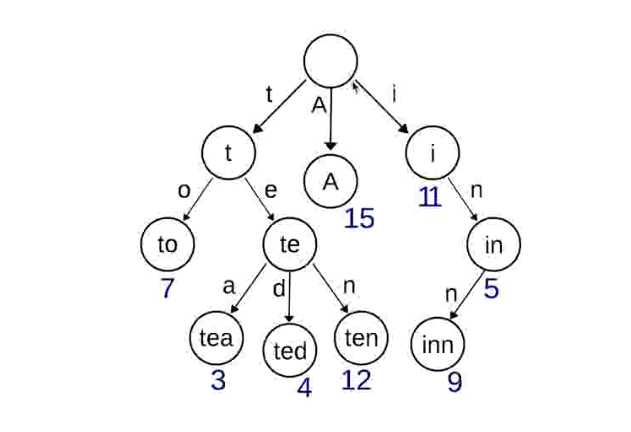 t A i
t A i
11
15
o e n
to te in
7 5
a d n n
tea ted ten inn
3 4 12 9